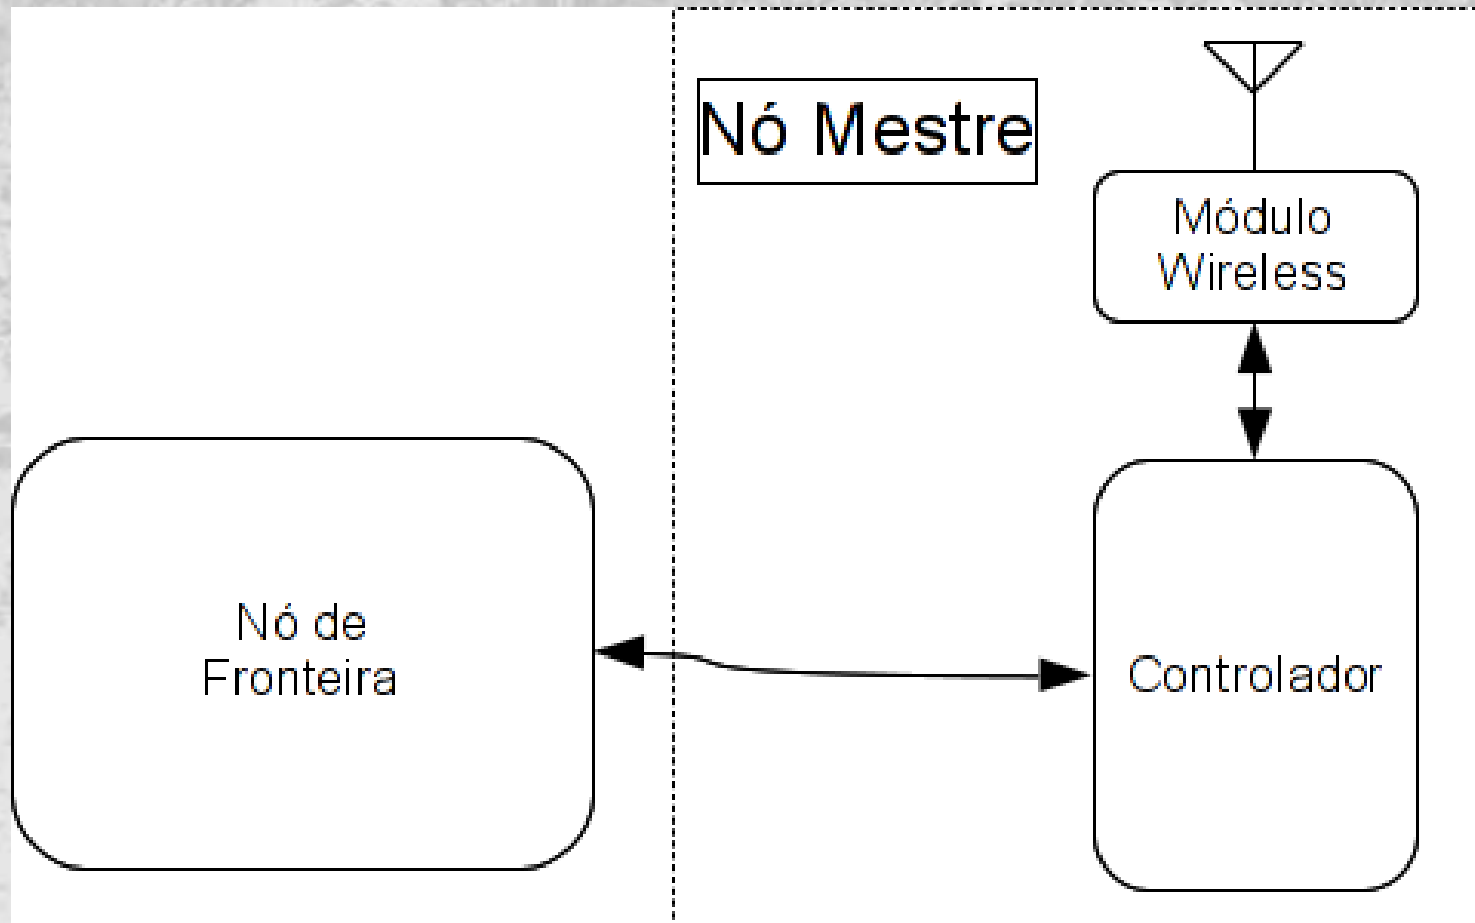 Nó Mestre
Módulo
Wireless
Nó de
Fronteira
Controlador